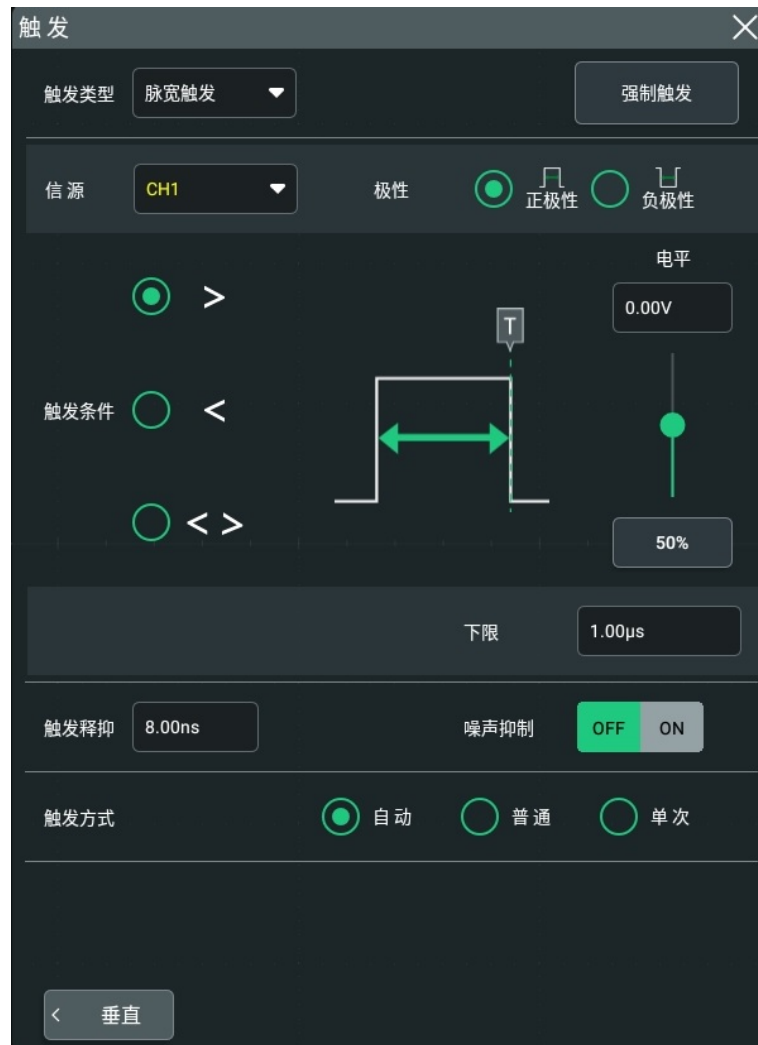 触发
触发类型 脉宽触发 强制触发
信源 CH1 极性 正极性 负极性
电平
>
0.00V
T
触发条件 <
< >
50%
下限 1.00μs
触发释抑 8.00ns 噪声抑制 OFF ON
触发方式 自动 普通 单次
< 垂直